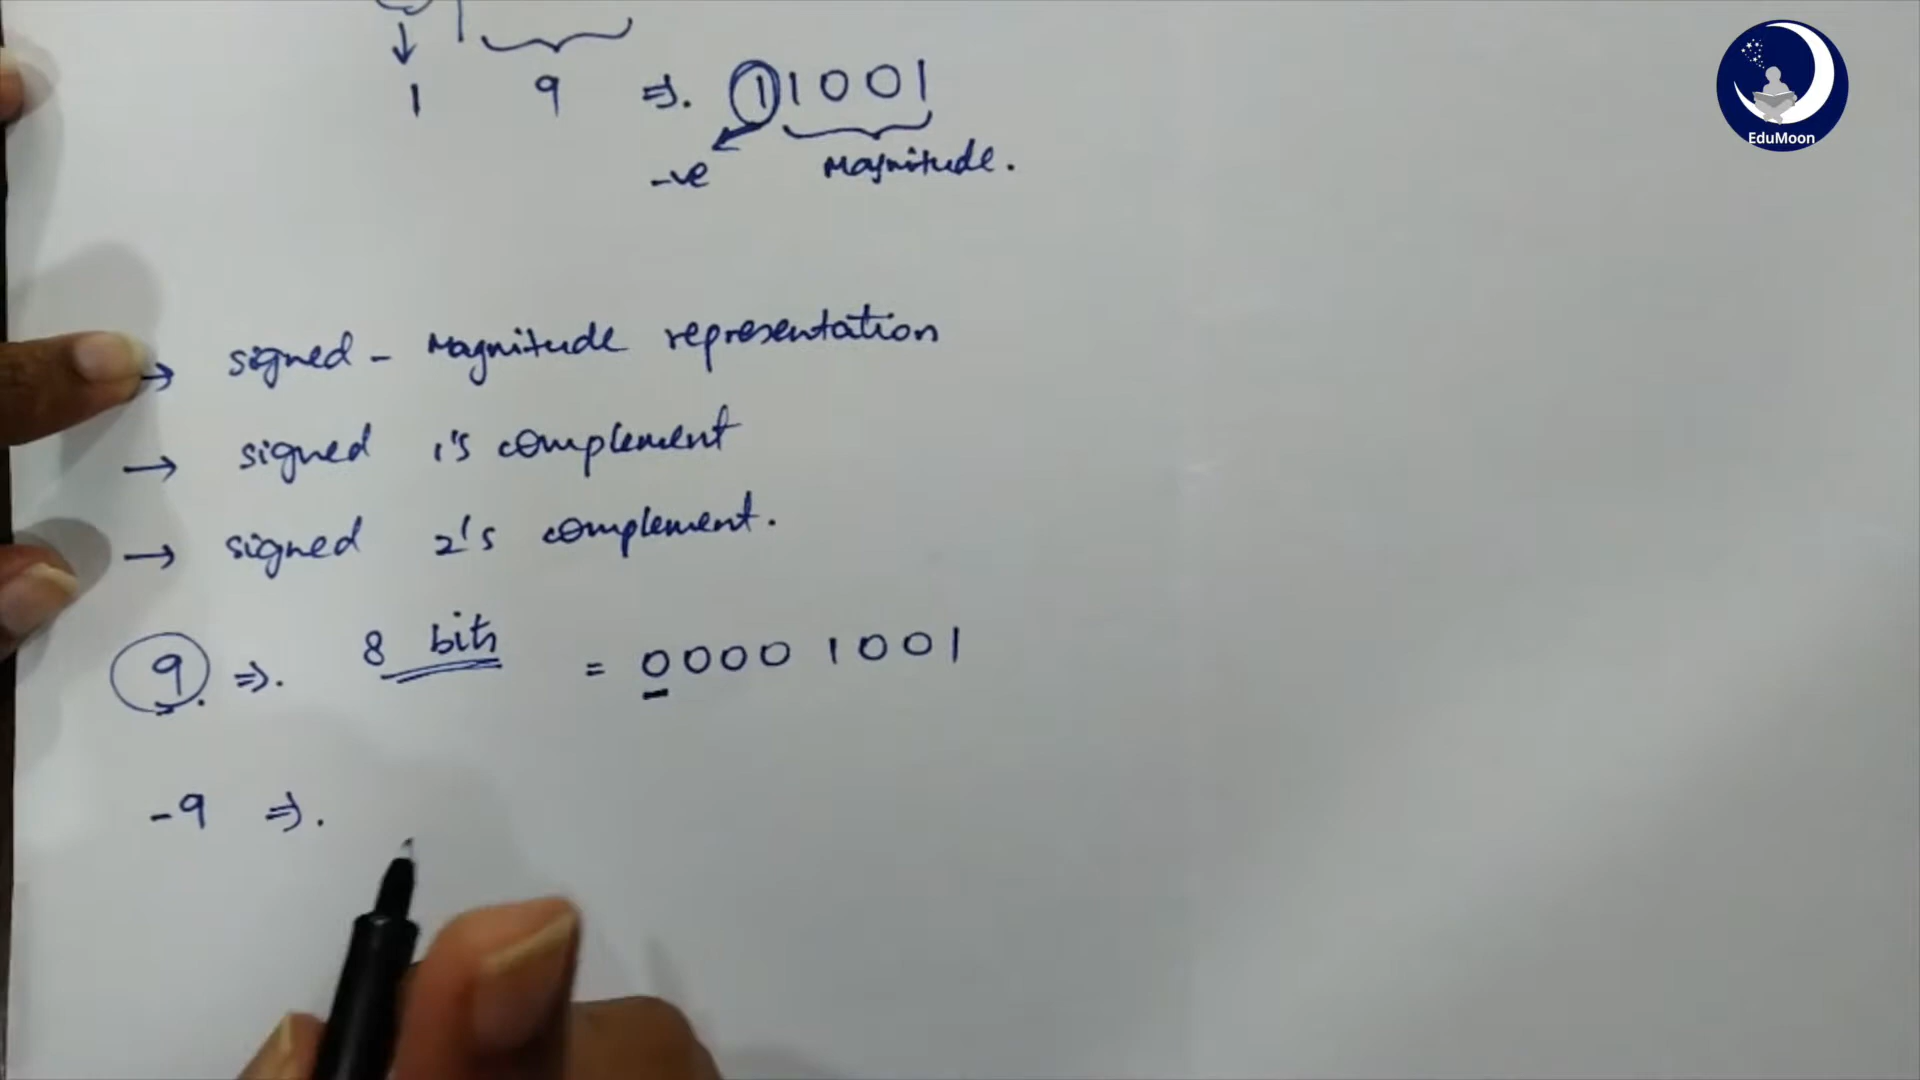 1 9 ⇒. 11001
-ve Magnitude.
→ signed - Magnitude representation
→ signed 1's complement
→ signed 2's complement.
9. ⇒. 8 bits = 0000 1001
-9 ⇒.
EduMoon